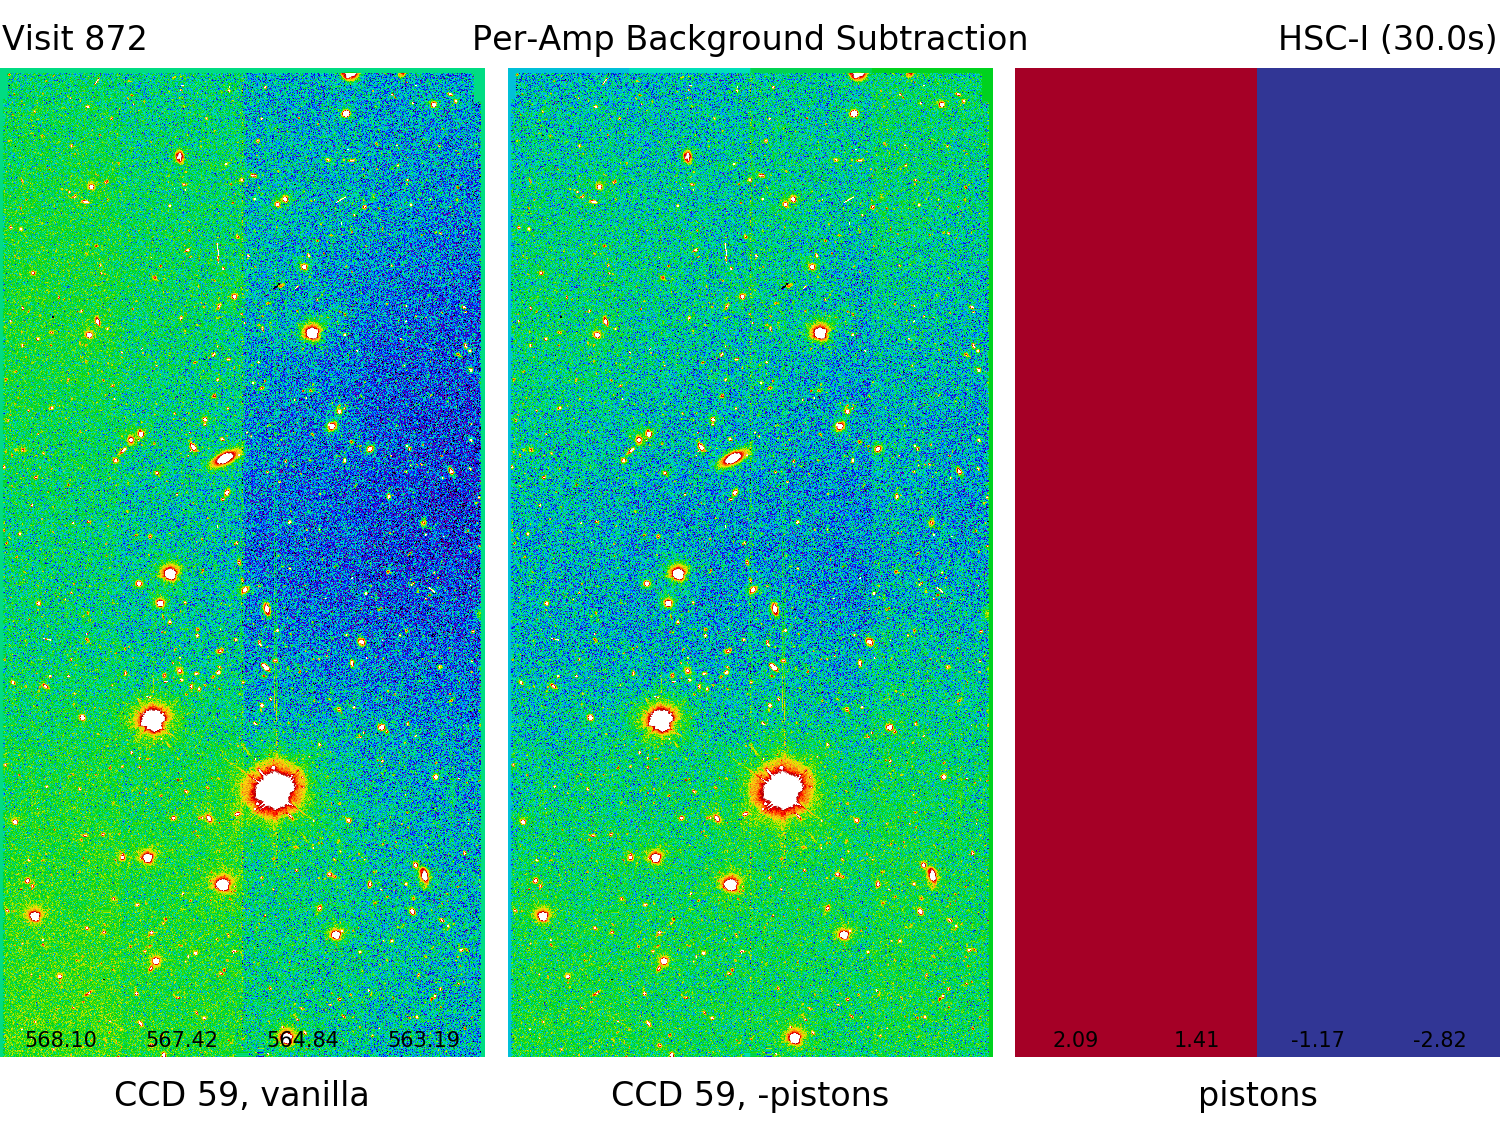 Visit 872 Per-Amp Background Subtraction HSC-I (30.0s)
568.10 567.42 564.84 563.19 2.09 1.41 -1.17 -2.82
CCD 59, vanilla CCD 59, -pistons pistons